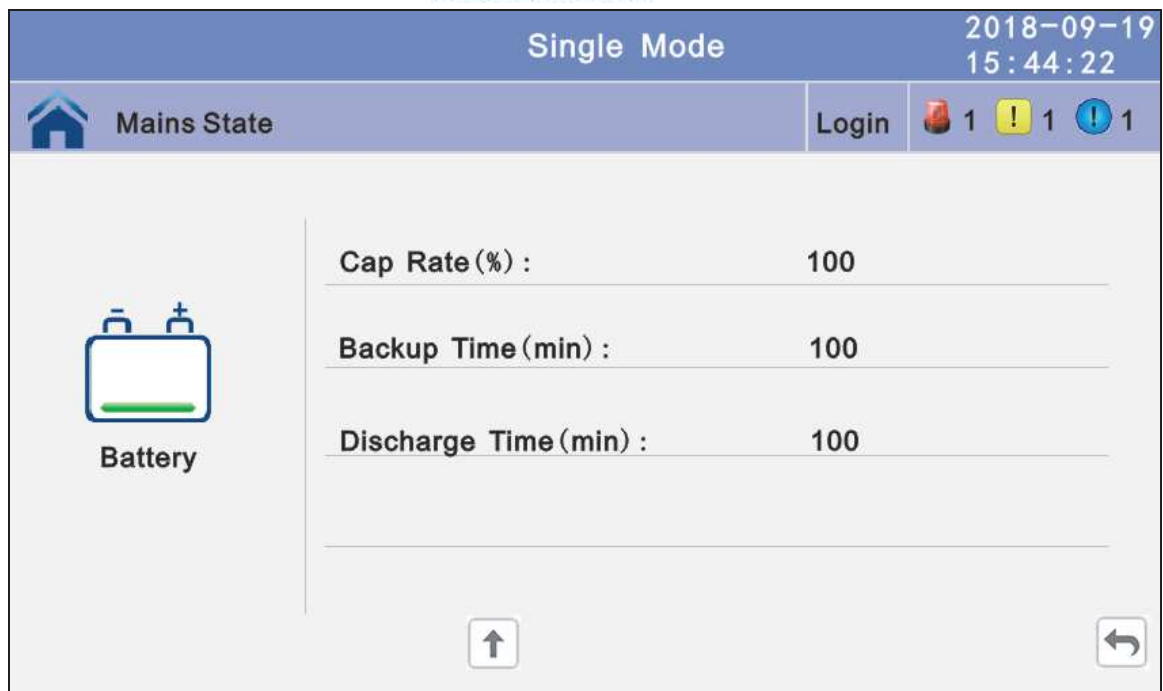 Single Mode
2018-09-19
15:44:22
Mains State
Login
1
! 1
! 1
Cap Rate(%): 100
Backup Time(min): 100
Discharge Time(min): 100
- +
Battery